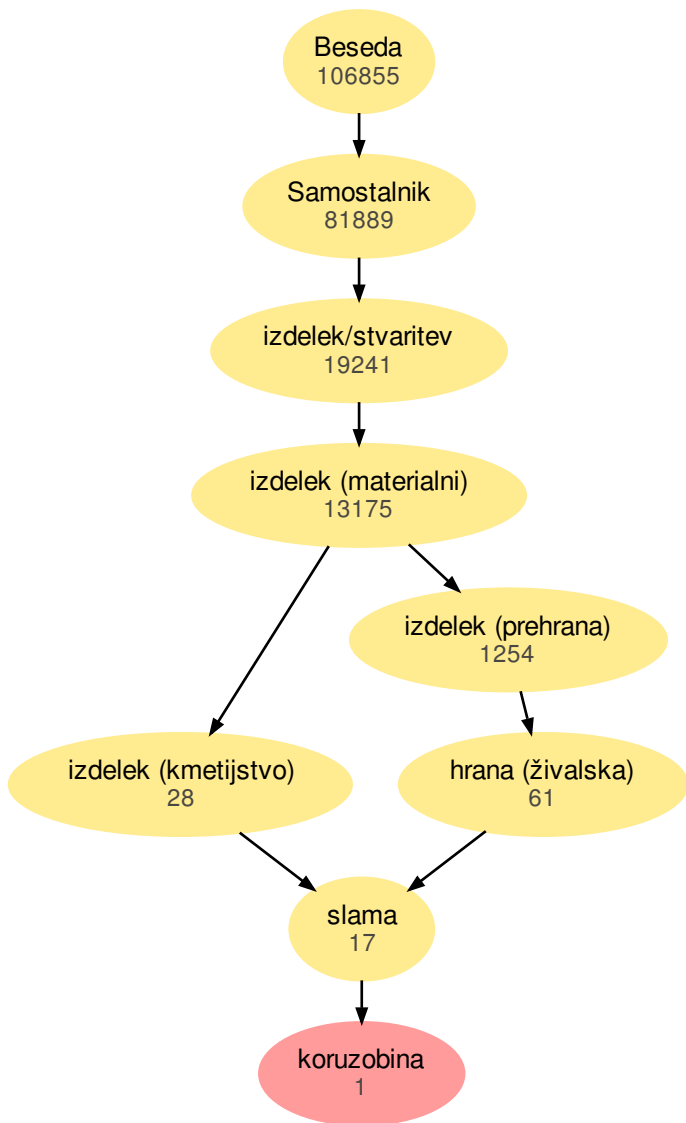 Beseda
106855
Samostalnik
81889
izdelek/stvaritev
19241
izdelek (materialni)
13175
izdelek (prehrana)
1254
izdelek (kmetijstvo)
28
hrana (živalska)
61
slama
17
koruzobina
1